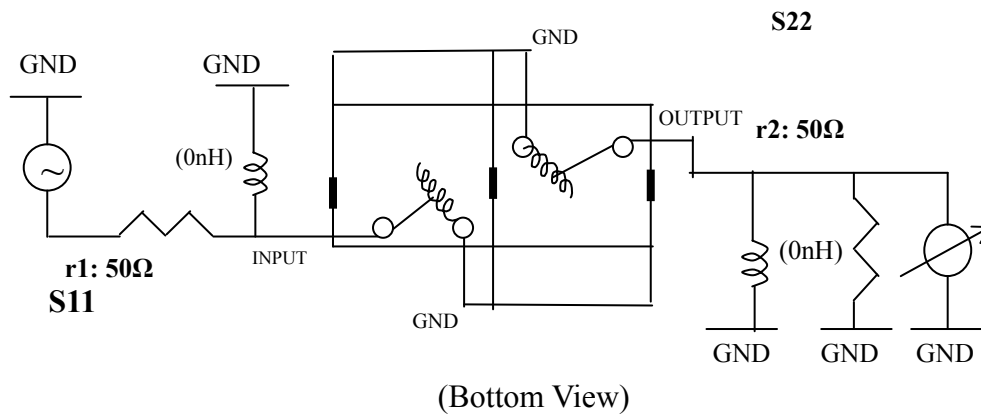 S22
GND
GND
GND
OUTPUT
r2: 50Ω
(0nH)
~
INPUT
(0nH)
r1: 50Ω
S11
GND
GND
GND
GND
(Bottom View)